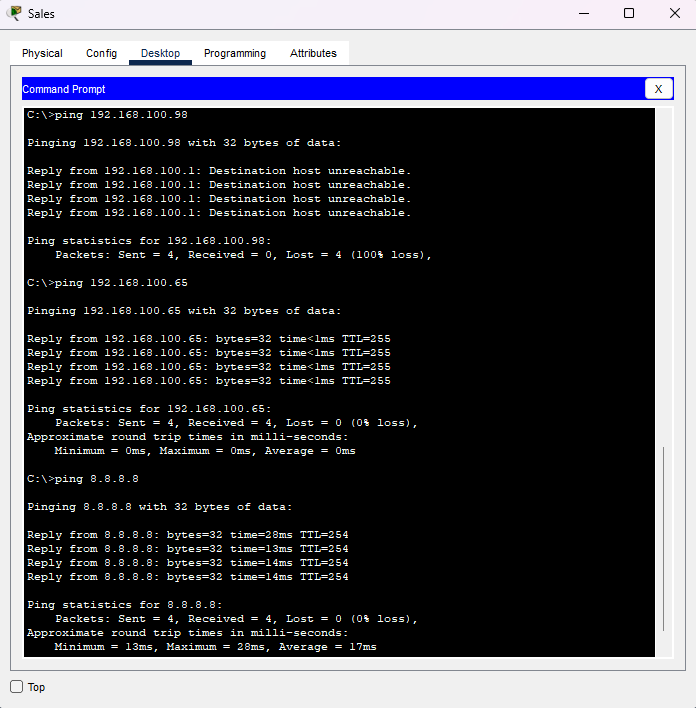 Sales
Physical Config Desktop Programming Attributes
Command Prompt X
C:\>ping 192.168.100.98
Pinging 192.168.100.98 with 32 bytes of data:
Reply from 192.168.100.1: Destination host unreachable.
Reply from 192.168.100.1: Destination host unreachable.
Reply from 192.168.100.1: Destination host unreachable.
Reply from 192.168.100.1: Destination host unreachable.
Ping statistics for 192.168.100.98:
    Packets: Sent = 4, Received = 0, Lost = 4 (100% loss),
C:\>ping 192.168.100.65
Pinging 192.168.100.65 with 32 bytes of data:
Reply from 192.168.100.65: bytes=32 time<1ms TTL=255
Reply from 192.168.100.65: bytes=32 time<1ms TTL=255
Reply from 192.168.100.65: bytes=32 time<1ms TTL=255
Reply from 192.168.100.65: bytes=32 time<1ms TTL=255
Ping statistics for 192.168.100.65:
    Packets: Sent = 4, Received = 4, Lost = 0 (0% loss),
Approximate round trip times in milli-seconds:
    Minimum = 0ms, Maximum = 0ms, Average = 0ms
C:\>ping 8.8.8.8
Pinging 8.8.8.8 with 32 bytes of data:
Reply from 8.8.8.8: bytes=32 time=28ms TTL=254
Reply from 8.8.8.8: bytes=32 time=13ms TTL=254
Reply from 8.8.8.8: bytes=32 time=14ms TTL=254
Reply from 8.8.8.8: bytes=32 time=14ms TTL=254
Ping statistics for 8.8.8.8:
    Packets: Sent = 4, Received = 4, Lost = 0 (0% loss),
Approximate round trip times in milli-seconds:
    Minimum = 13ms, Maximum = 28ms, Average = 17ms
Top